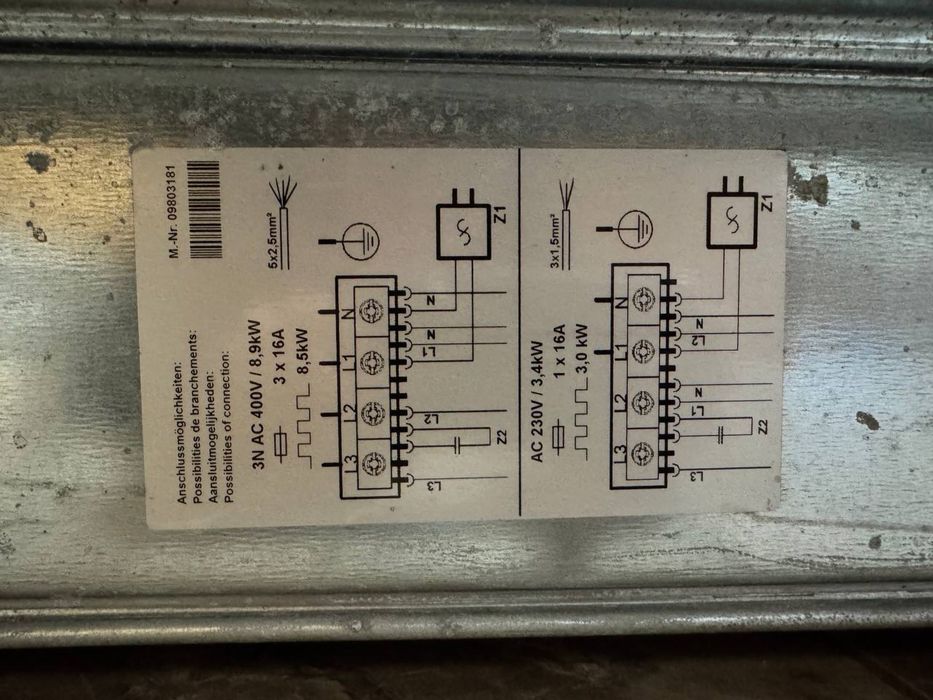 M.-Nr. 09803181
Anschlussmöglichkeiten:
Possibilities de branchements:
Aansluitmogelijkheden:
Possibilities of connection:
3N AC 400V / 8,9kW
3 x 16A
8,5kW
5x2,5mm²
L3 L2 L1 N
L3 L2 L1 N N
Z2 Z1
AC 230V / 3,4kW
1 x 16A
3,0 kW
3x1,5mm²
L3 L2 L1 N
L3 L1 N L3 N
Z2 Z1